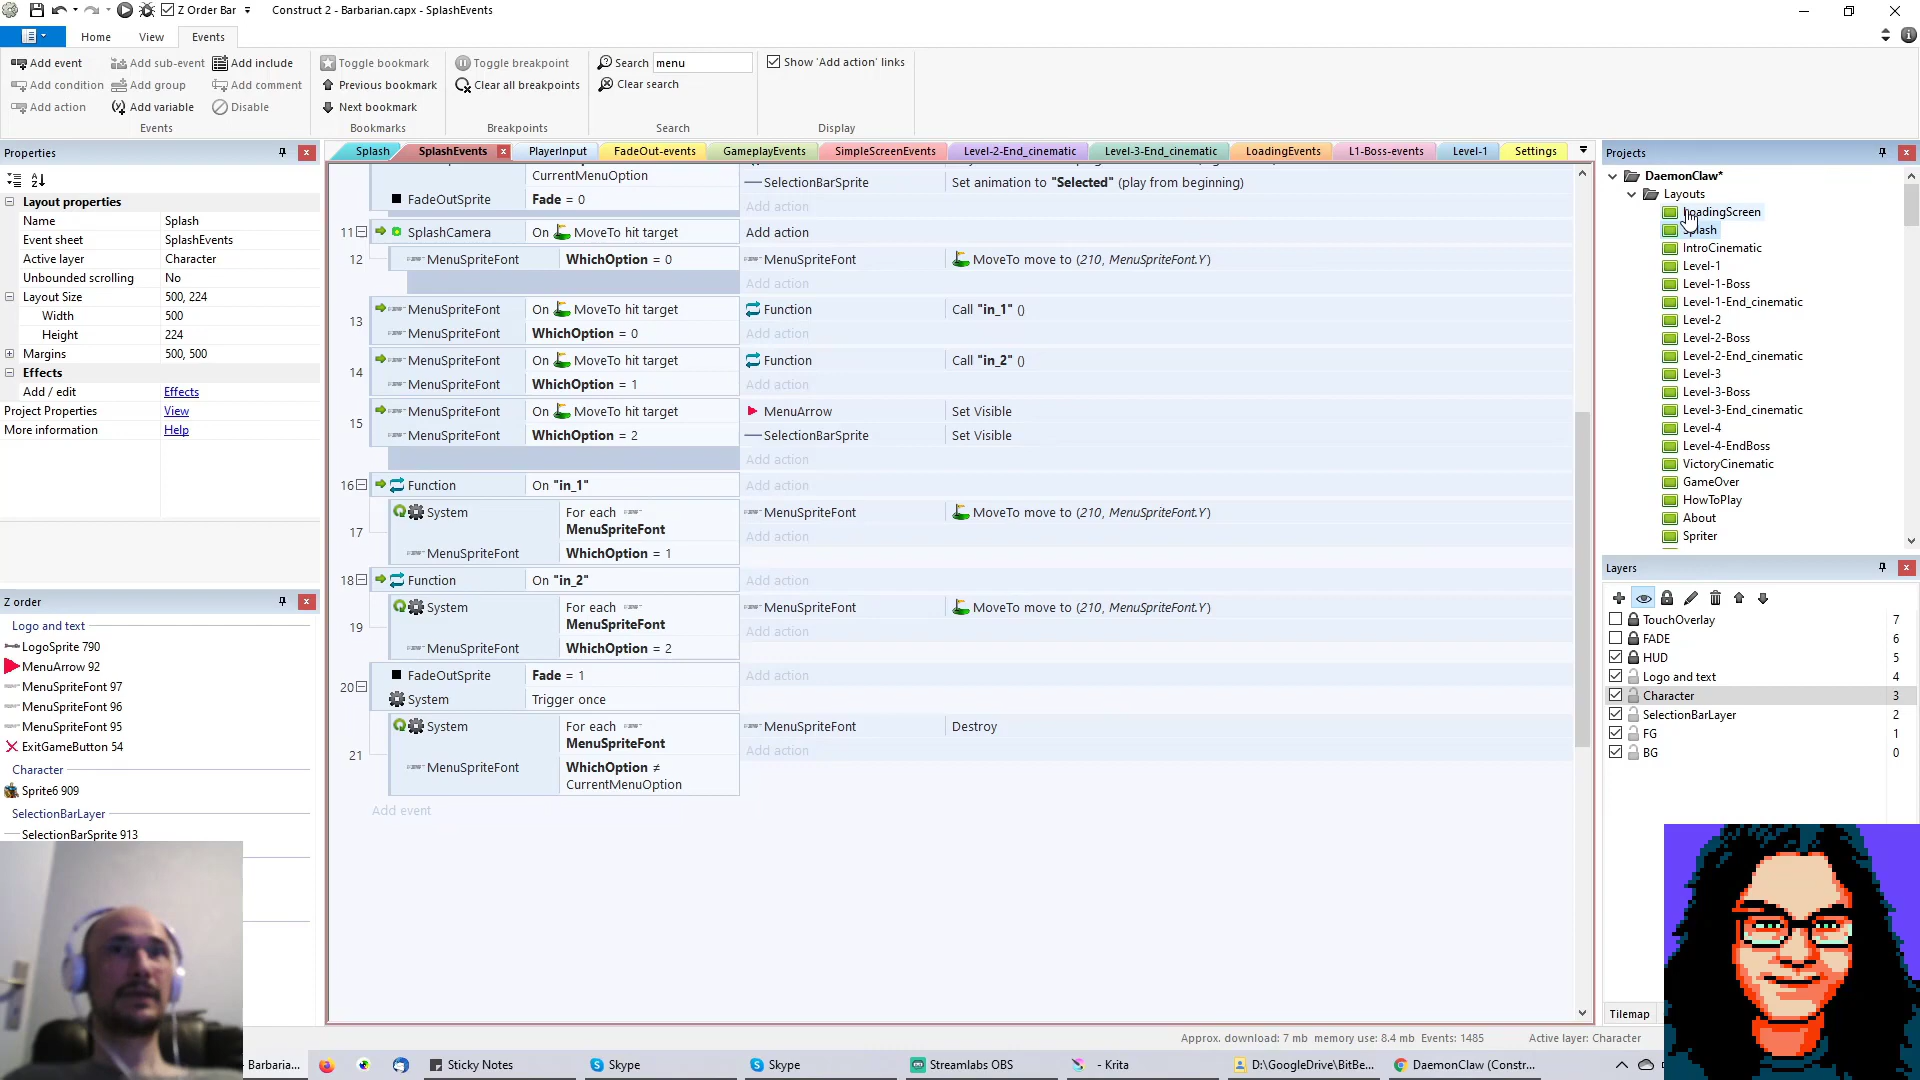 Z Order Bar Construct 2 - Barbarian.capx - SplashEvents
Home View Events
Add event Add sub-event Add include Toggle bookmark Toggle breakpoint Search menu Show 'Add action' links
Add condition Add group Add comment Previous bookmark Clear all breakpoints Clear search
Add action Add variable Disable Next bookmark
Events Bookmarks Breakpoints Search Display
Properties
Layout properties
Name Splash
Event sheet SplashEvents
Active layer Character
Unbounded scrolling No
Layout Size 500, 224
Width 500
Height 224
Margins 500, 500
Effects
Add / edit Effects
Project Properties View
More information Help
Z order
Logo and text
LogoSprite 790
MenuArrow 92
MenuSpriteFont 97
MenuSpriteFont 96
MenuSpriteFont 95
ExitGameButton 54
Character
Sprite6 909
SelectionBarLayer
SelectionBarSprite 913
Splash SplashEvents PlayerInput FadeOut-events GameplayEvents SimpleScreenEvents Level-2-End_cinematic Level-3-End_cinematic LoadingEvents L1-Boss-events Level-1 Settings
CurrentMenuOption SelectionBarSprite Set animation to "Selected" (play from beginning)
FadeOutSprite Fade = 0 Add action
11 SplashCamera On MoveTo hit target Add action
12 MenuSpriteFont WhichOption = 0 MenuSpriteFont MoveTo move to (210, MenuSpriteFont.Y)
Add action
13 MenuSpriteFont On MoveTo hit target Function Call "in_1" ()
MenuSpriteFont WhichOption = 0 Add action
14 MenuSpriteFont On MoveTo hit target Function Call "in_2" ()
MenuSpriteFont WhichOption = 1 Add action
15 MenuSpriteFont On MoveTo hit target MenuArrow Set Visible
MenuSpriteFont WhichOption = 2 SelectionBarSprite Set Visible
Add action
16 Function On "in_1" Add action
17 System For each MenuSpriteFont MenuSpriteFont MoveTo move to (210, MenuSpriteFont.Y)
MenuSpriteFont WhichOption = 1 Add action
18 Function On "in_2" Add action
19 System For each MenuSpriteFont MenuSpriteFont MoveTo move to (210, MenuSpriteFont.Y)
MenuSpriteFont WhichOption = 2 Add action
20 FadeOutSprite Fade = 1 Add action
System Trigger once
21 System For each MenuSpriteFont MenuSpriteFont Destroy
MenuSpriteFont WhichOption ≠ CurrentMenuOption Add action
Add event
Projects
DaemonClaw*
Layouts
LoadingScreen
Splash
IntroCinematic
Level-1
Level-1-Boss
Level-1-End_cinematic
Level-2
Level-2-Boss
Level-2-End_cinematic
Level-3
Level-3-Boss
Level-3-End_cinematic
Level-4
Level-4-EndBoss
VictoryCinematic
GameOver
HowToPlay
About
Spriter
Layers
TouchOverlay 7
FADE 6
HUD 5
Logo and text 4
Character 3
SelectionBarLayer 2
FG 1
BG 0
Tilemap
Approx. download: 7 mb memory use: 8.4 mb Events: 1485 Active layer: Character
Barbaria... Sticky Notes Skype Skype Streamlabs OBS - Krita D:\GoogleDrive\BitBe... DaemonClaw (Constr...